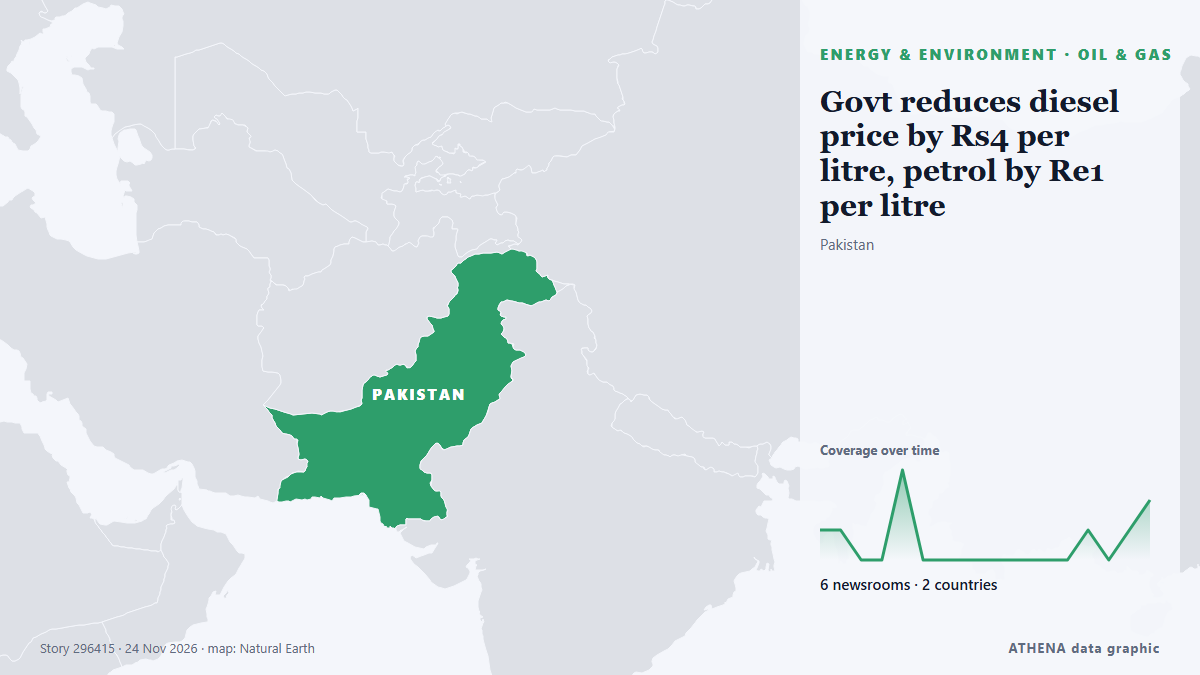 ENERGY & ENVIRONMENT · OIL & GAS
Govt reduces diesel
price by Rs4 per
litre, petrol by Re1
per litre
Pakistan
PAKISTAN
Coverage over time
6 newsrooms · 2 countries
Story 296415 · 24 Nov 2026 · map: Natural Earth
ATHENA data graphic